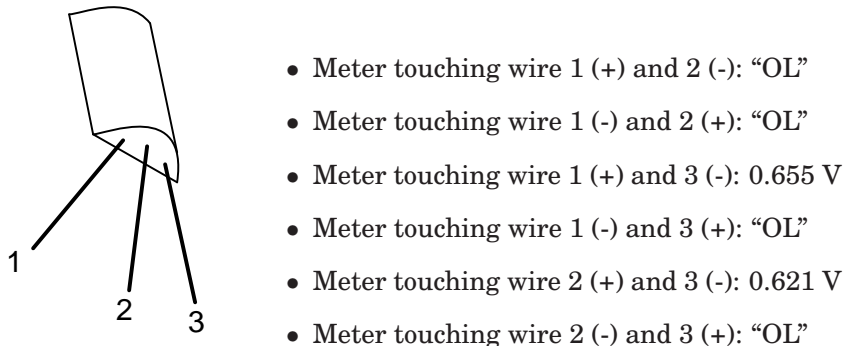 • Meter touching wire 1 (+) and 2 (-): “OL”
• Meter touching wire 1 (-) and 2 (+): “OL”
• Meter touching wire 1 (+) and 3 (-): 0.655 V
• Meter touching wire 1 (-) and 3 (+): “OL”
• Meter touching wire 2 (+) and 3 (-): 0.621 V
• Meter touching wire 2 (-) and 3 (+): “OL”
1
2
3